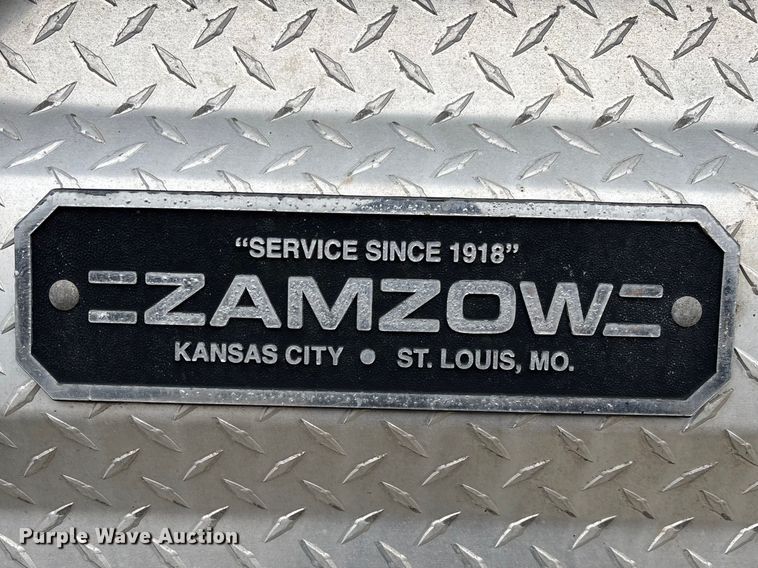 “SERVICE SINCE 1918”
ZAMZOW
KANSAS CITY • ST. LOUIS, MO.
Purple Wave Auction